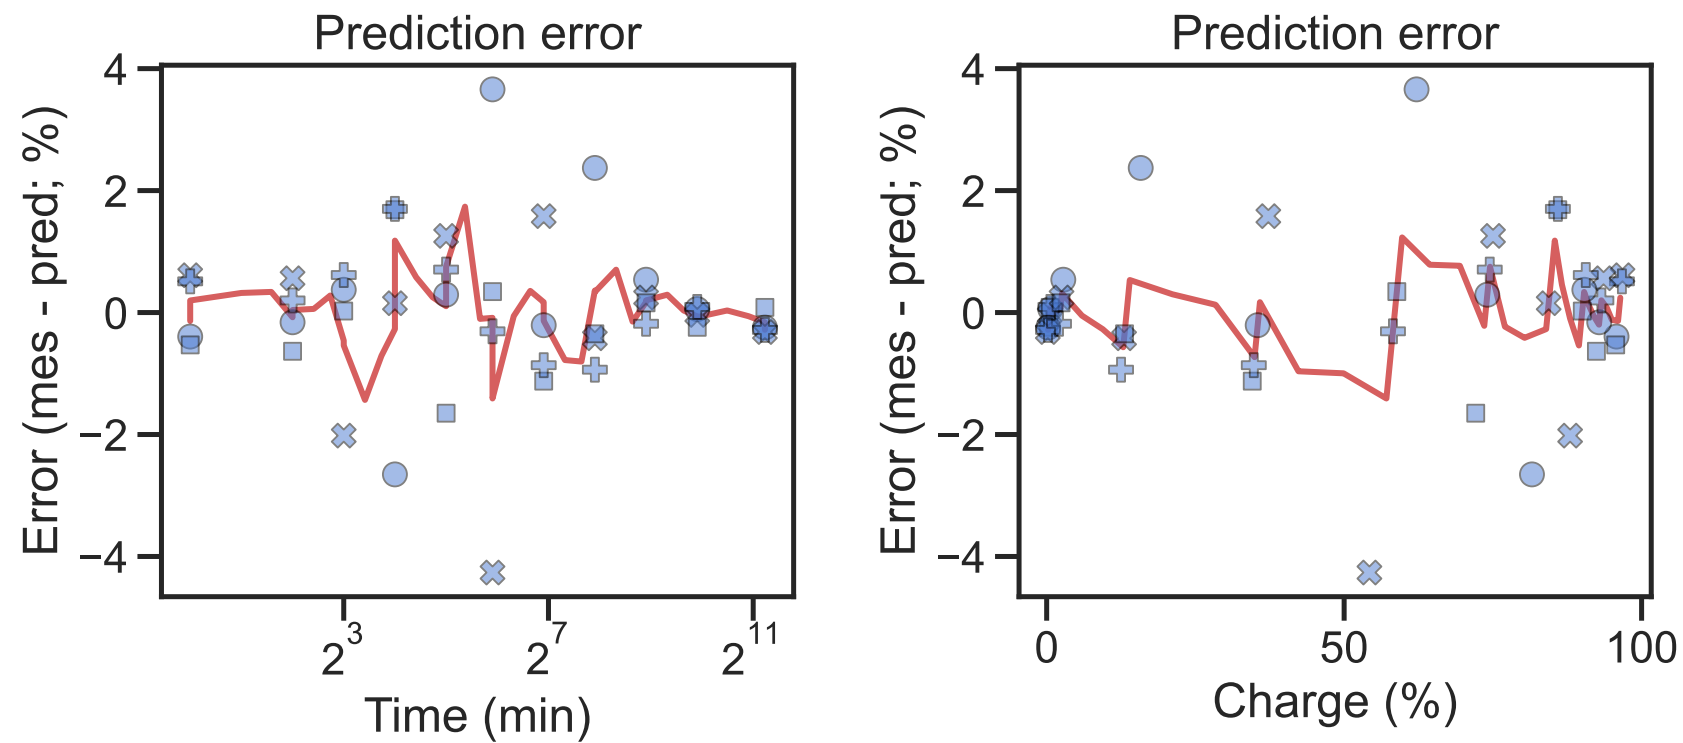 Prediction error
4
2
0
−2
−4
Error (mes - pred; %)
2^3 2^7 2^11
Time (min)
Prediction error
4
2
0
−2
−4
Error (mes - pred; %)
0 50 100
Charge (%)